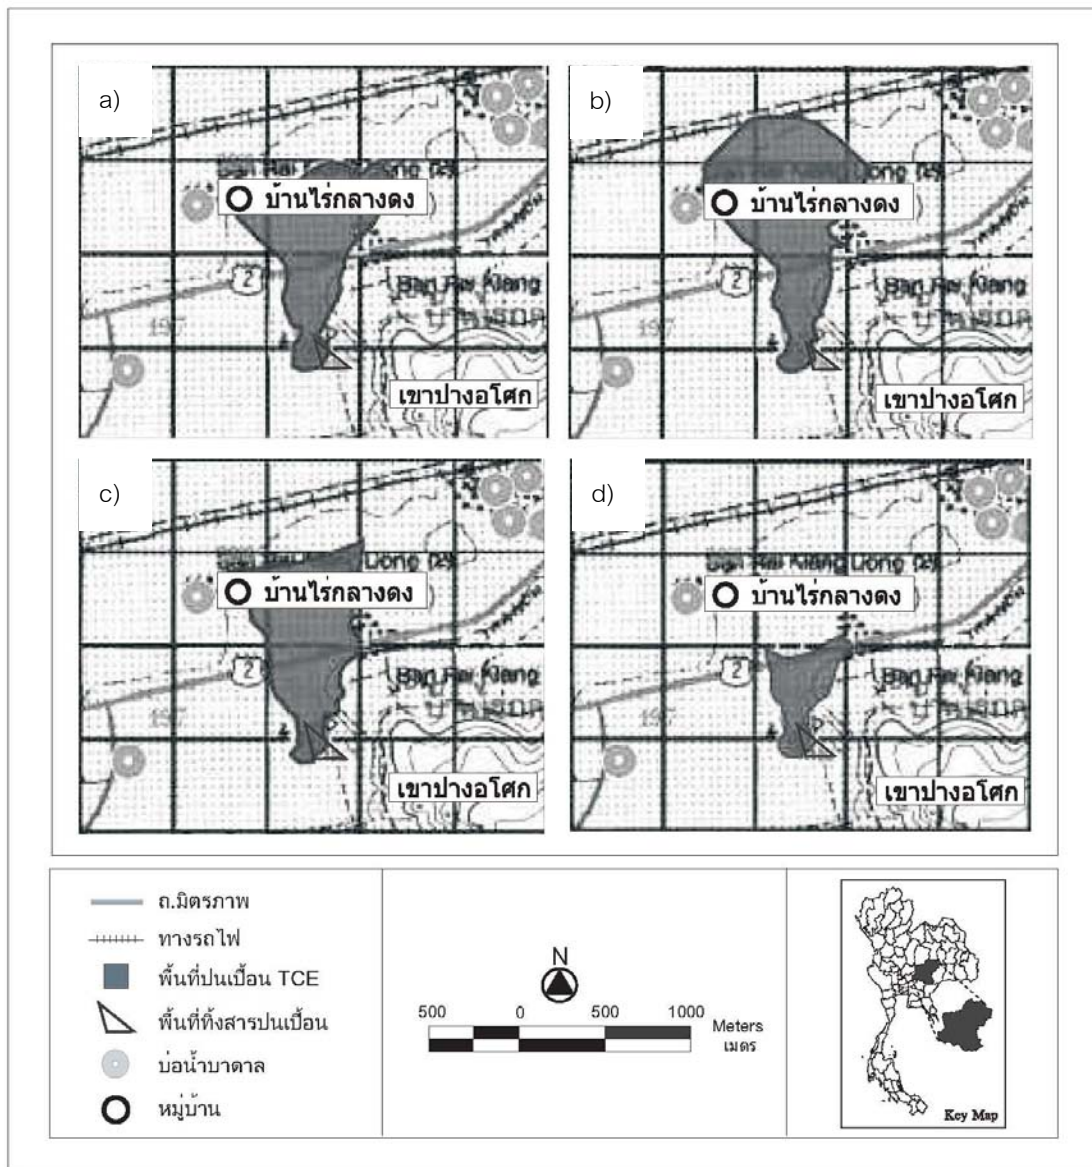 a)
บ้านไร่กลางดง
2
เขาปางอโศก
b)
บ้านไร่กลางดง
2
เขาปางอโศก
c)
บ้านไร่กลางดง
2
Ban Rai Klang
เขาปางอโศก
d)
Ban Rai Klang Dong
บ้านไร่กลางดง
2
Ban Rai Klang
เขาปางอโศก
ถ.มิตรภาพ
ทางรถไฟ
พื้นที่ปนเปื้อน TCE
พื้นที่ทิ้งสารปนเปื้อน
บ่อน้ำบาดาล
หมู่บ้าน
N
500 0 500 1000 Meters
เมตร
Key Map